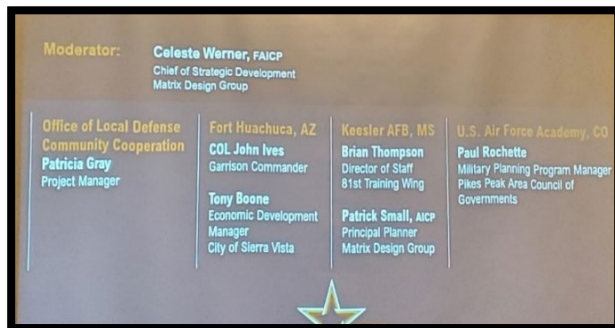 Moderator: Celeste Werner, FAICP
Chief of Strategic Development
Matrix Design Group
Office of Local Defense
Community Cooperation
Patricia Gray
Project Manager
Fort Huachuca, AZ
COL John Ives
Garrison Commander
Tony Boone
Economic Development
Manager
City of Sierra Vista
Keesler AFB, MS
Brian Thompson
Director of Staff
81st Training Wing
Patrick Small, AICP
Principal Planner
Matrix Design Group
U.S. Air Force Academy, CO
Paul Rochette
Military Planning Program Manager
Pikes Peak Area Council of
Governments